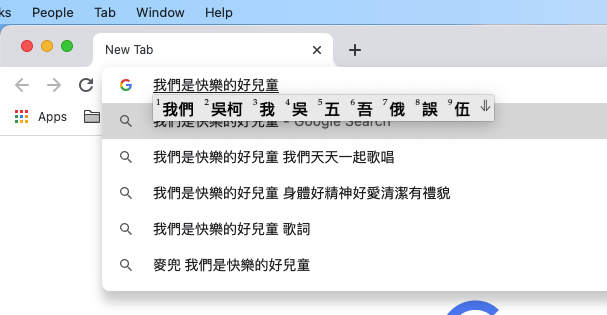 People Tab Window Help
New Tab
我們是快樂的好兒童
1我們 2吳柯 3我 4吳 5五 6吾 7俄 8誤 9伍
Apps
我們是快樂的好兒童 - Google Search
我們是快樂的好兒童 我們天天一起歌唱
我們是快樂的好兒童 身體好精神好愛清潔有禮貌
我們是快樂的好兒童 歌詞
麥兜 我們是快樂的好兒童